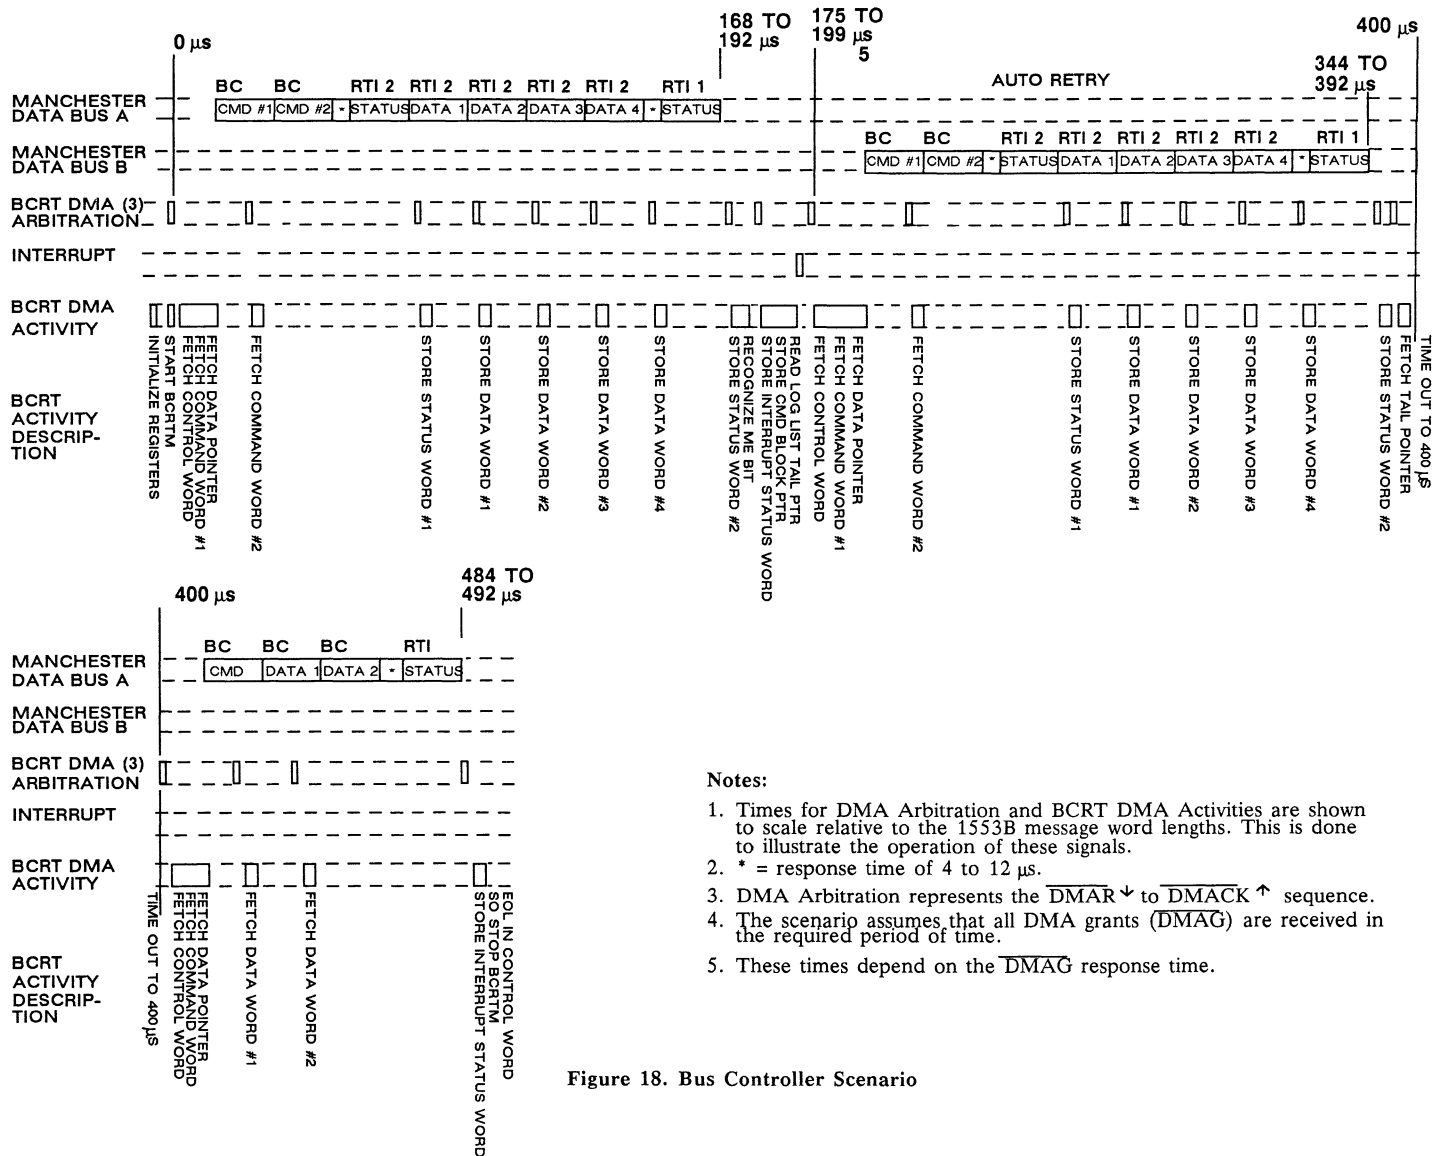 0 µs
168 TO
192 µs
175 TO
199 µs
5
400 µs
344 TO
392 µs
AUTO RETRY
BC BC RTI 2 RTI 2 RTI 2 RTI 2 RTI 2 RTI 1
MANCHESTER
DATA BUS A
CMD #1 CMD #2 * STATUS DATA 1 DATA 2 DATA 3 DATA 4 * STATUS
BC BC RTI 2 RTI 2 RTI 2 RTI 2 RTI 2 RTI 1
MANCHESTER
DATA BUS B
CMD #1 CMD #2 * STATUS DATA 1 DATA 2 DATA 3 DATA 4 * STATUS
BCRT DMA (3)
ARBITRATION
INTERRUPT
BCRT DMA
ACTIVITY
BCRT
ACTIVITY
DESCRIP-
TION
INITIALIZE REGISTERS
START BCRTM
FETCH CONTROL WORD
FETCH COMMAND WORD #1
FETCH DATA POINTER
FETCH COMMAND WORD #2
STORE STATUS WORD #1
STORE DATA WORD #1
STORE DATA WORD #2
STORE DATA WORD #3
STORE DATA WORD #4
STORE STATUS WORD #2
RECOGNIZE ME BIT
STORE INTERRUPT STATUS WORD
STORE CMD BLOCK PTR
READ LOG LIST TAIL PTR
FETCH CONTROL WORD
FETCH COMMAND WORD #1
FETCH DATA POINTER
FETCH COMMAND WORD #2
STORE STATUS WORD #1
STORE DATA WORD #1
STORE DATA WORD #2
STORE DATA WORD #3
STORE DATA WORD #4
STORE STATUS WORD #2
FETCH TAIL POINTER
TIME OUT TO 400 µS
400 µs
484 TO
492 µs
BC BC BC RTI
MANCHESTER
DATA BUS A
CMD DATA 1 DATA 2 * STATUS
MANCHESTER
DATA BUS B
BCRT DMA (3)
ARBITRATION
INTERRUPT
BCRT DMA
ACTIVITY
BCRT
ACTIVITY
DESCRIP-
TION
TIME OUT TO 400µS
FETCH CONTROL WORD
FETCH COMMAND WORD
FETCH DATA POINTER
FETCH DATA WORD #1
FETCH DATA WORD #2
STORE INTERRUPT STATUS WORD
SO STOP BCRTM
EOL IN CONTROL WORD
Notes:
1. Times for DMA Arbitration and BCRT DMA Activities are shown
to scale relative to the 1553B message word lengths. This is done
to illustrate the operation of these signals.
2. * = response time of 4 to 12 µs.
3. DMA Arbitration represents the DMAR ↓ to DMACK ↑ sequence.
4. The scenario assumes that all DMA grants (DMAG) are received in
the required period of time.
5. These times depend on the DMAG response time.
Figure 18. Bus Controller Scenario